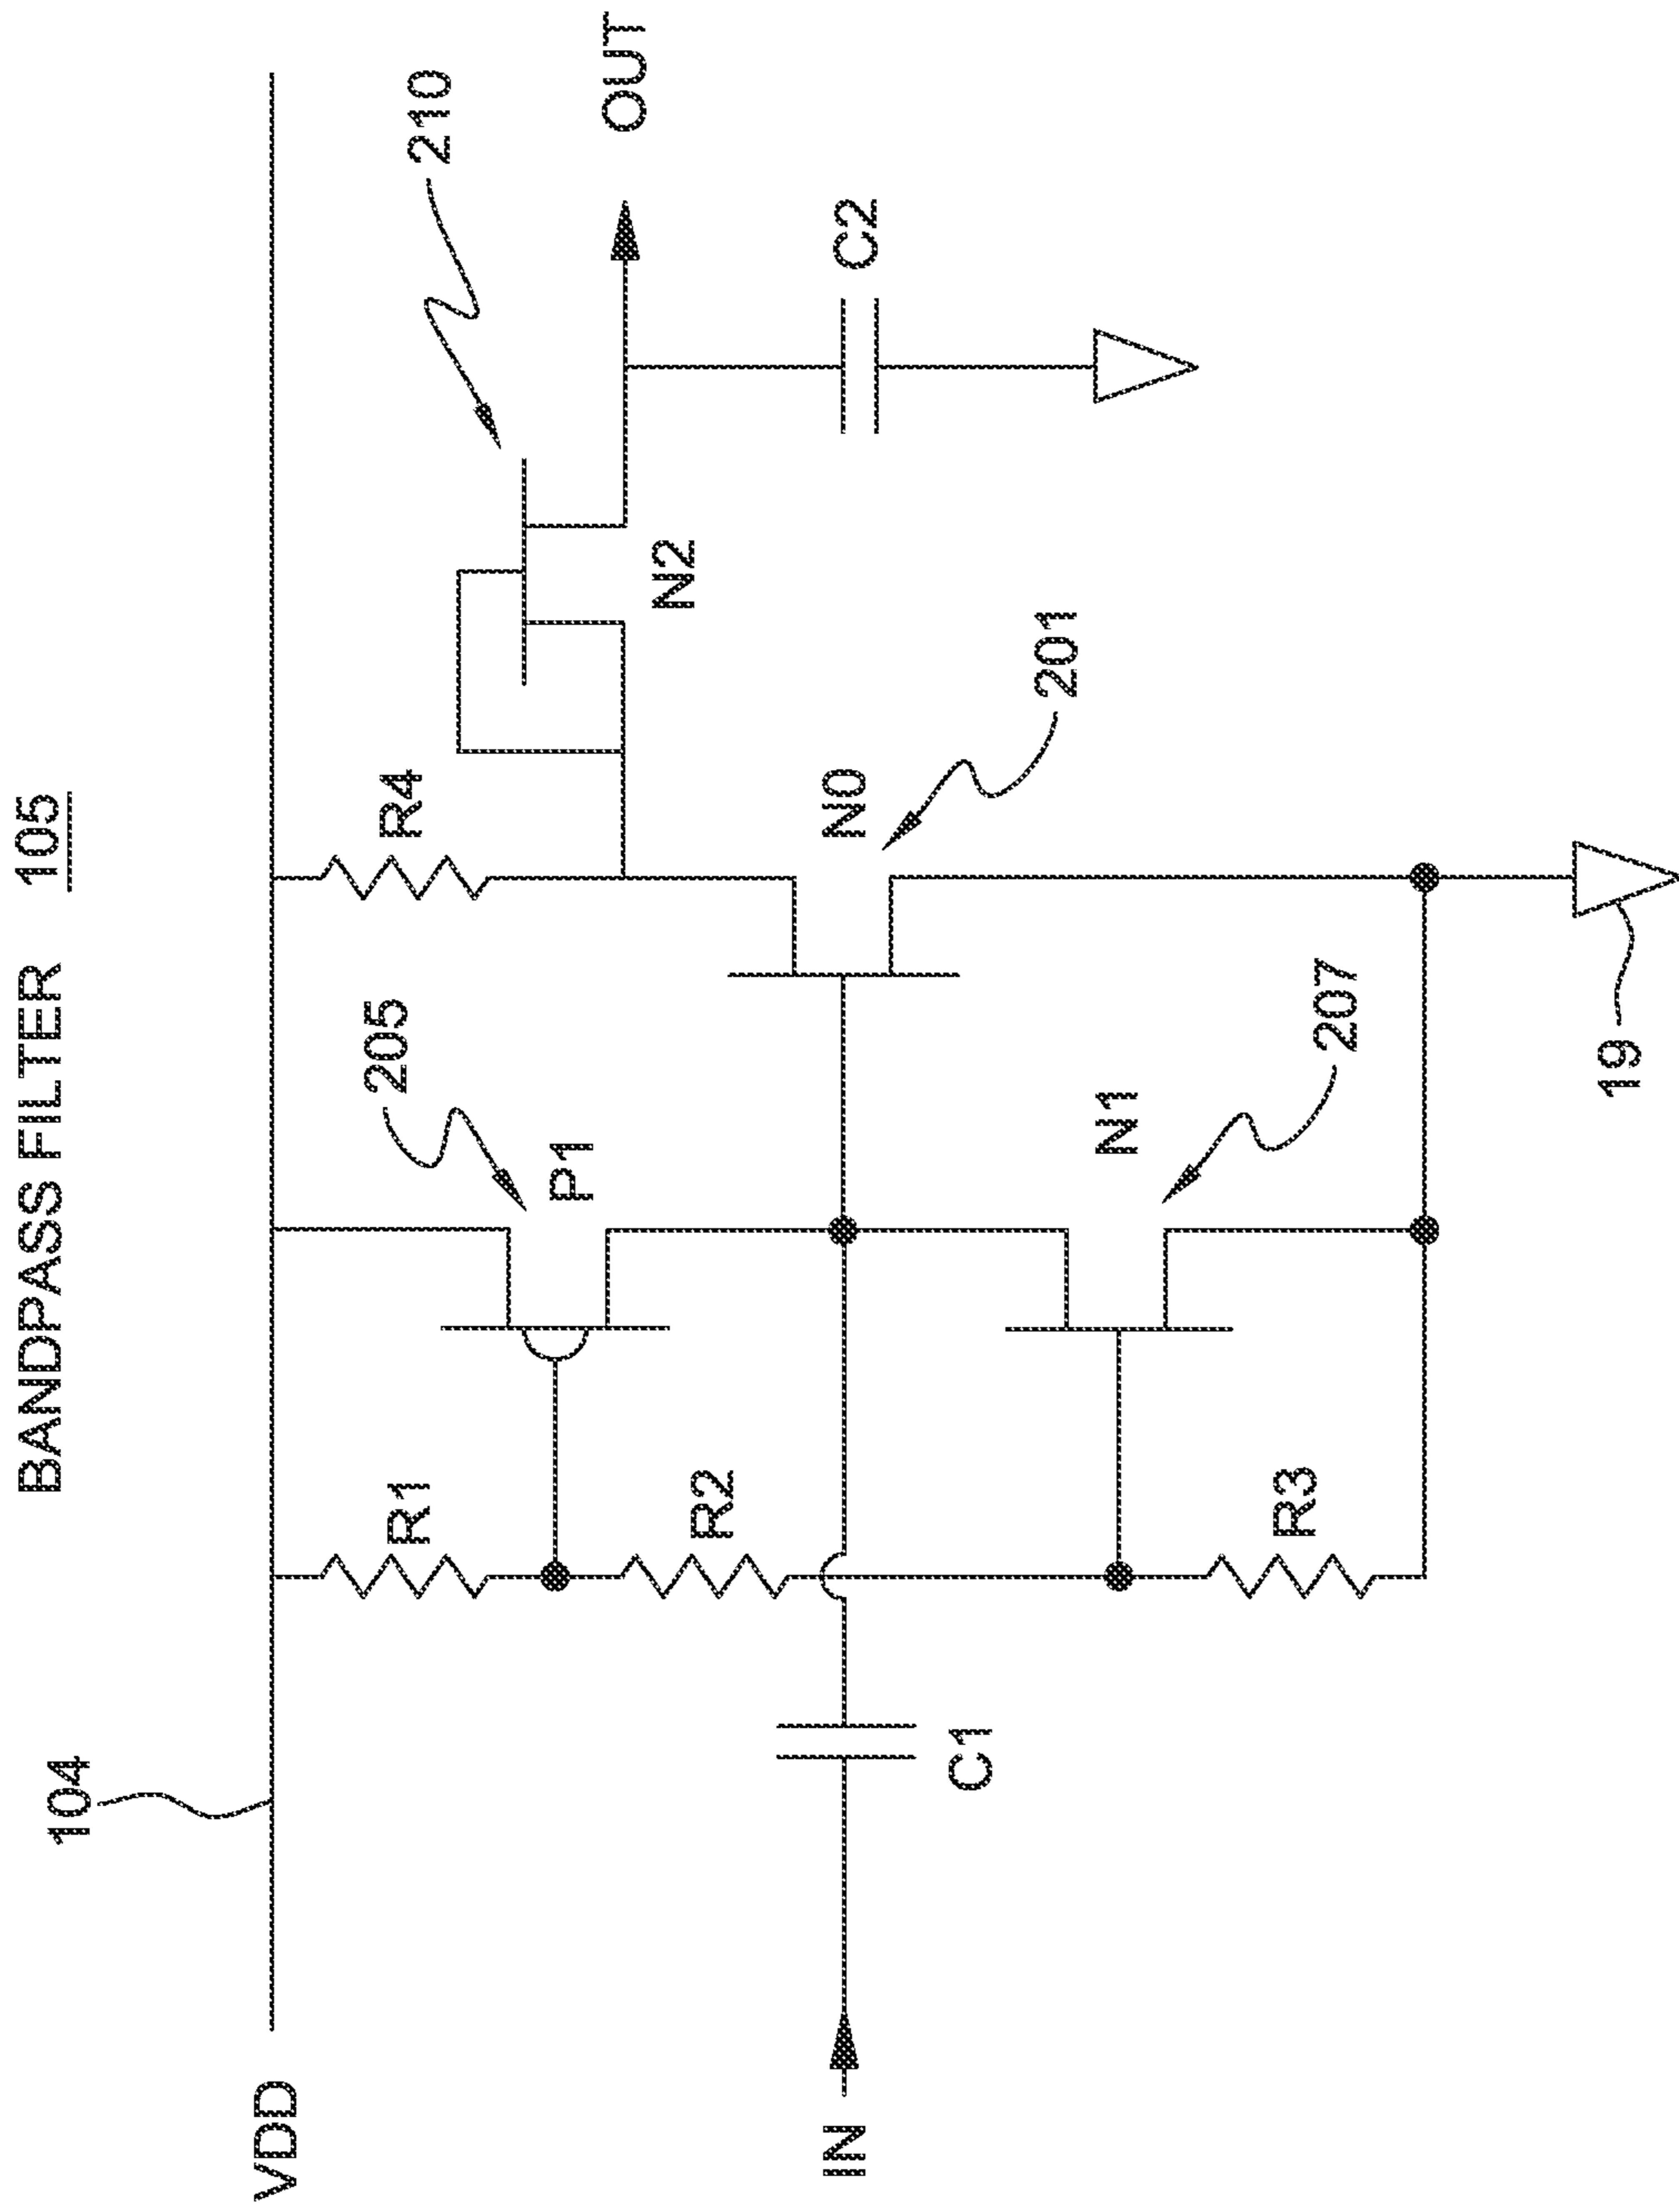 BANDPASS FILTER 105
104
VDD
R1
205
R4
210
P1
N2
OUT
R2
IN
C1
N0
201
C2
N1
207
R3
19